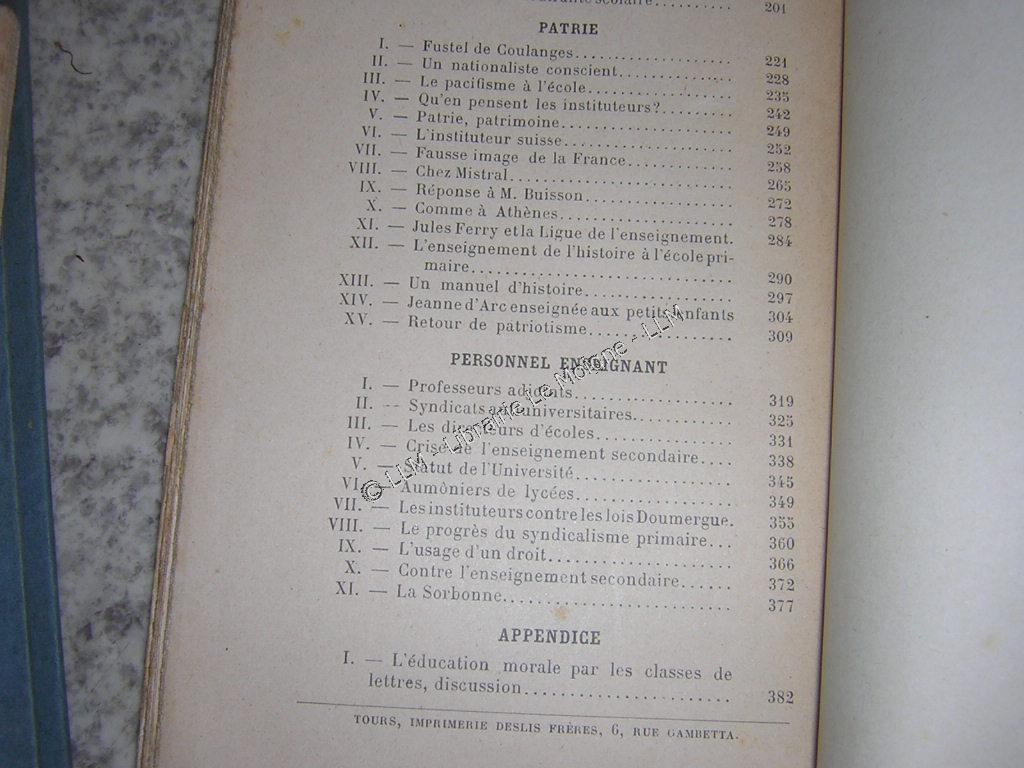 scolaire.......... 201
PATRIE
I. — Fustel de Coulanges.................... 221
II. — Un nationaliste conscient............... 228
III. — Le pacifisme à l'école.................. 235
IV. — Qu'en pensent les instituteurs?......... 242
V. — Patrie, patrimoine...................... 249
VI. — L'instituteur suisse.................... 252
VII. — Fausse image de la France............. 258
VIII. — Chez Mistral........................... 265
IX. — Réponse à M. Buisson................... 272
X. — Comme à Athènes...................... 278
XI. — Jules Ferry et la Ligue de l'enseignement. 284
XII. — L'enseignement de l'histoire à l'école pri-
maire................................. 290
XIII. — Un manuel d'histoire................... 297
XIV. — Jeanne d'Arc enseignée aux petits enfants 304
XV. — Retour de patriotisme.................. 309
PERSONNEL ENSEIGNANT
I. — Professeurs adjoints.................... 319
II. — Syndicats antiuniversitaires............. 325
III. — Les directeurs d'écoles................. 331
IV. — Crise de l'enseignement secondaire.... 338
V. — Statut de l'Université................... 345
VI. — Aumôniers de lycées................... 349
VII. — Les instituteurs contre les lois Doumergue. 355
VIII. — Le progrès du syndicalisme primaire... 360
IX. — L'usage d'un droit...................... 366
X. — Contre l'enseignement secondaire...... 372
XI. — La Sorbonne........................... 377
APPENDICE
I. — L'éducation morale par les classes de
lettres, discussion....................... 382
TOURS, IMPRIMERIE DESLIS FRÈRES, 6, RUE GAMBETTA.
© LLM - Librairie Le Moigne - LLM